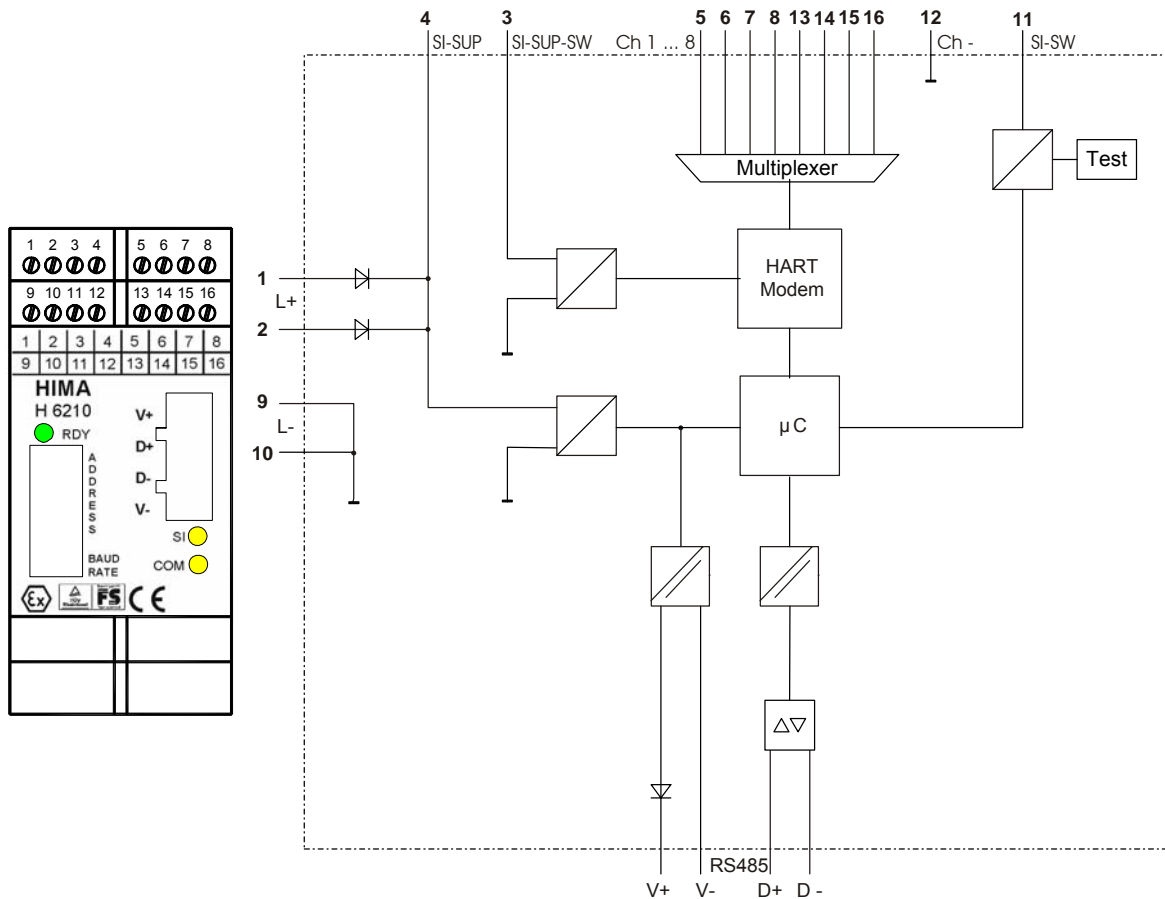 4 3 5 6 7 8 13 14 15 16 12 11
SI-SUP SI-SUP-SW Ch 1 ... 8 Ch - SI-SW
Multiplexer
Test
HART
Modem
1
L+
2
9
L-
10
µC
RS485
V+ V- D+ D -
1 2 3 4 5 6 7 8
9 10 11 12 13 14 15 16
1 2 3 4 5 6 7 8
9 10 11 12 13 14 15 16
HIMA
H 6210
RDY
ADDRESS
BAUD
RATE
V+
D+
D-
V-
SI
COM
Ex
FS
CE